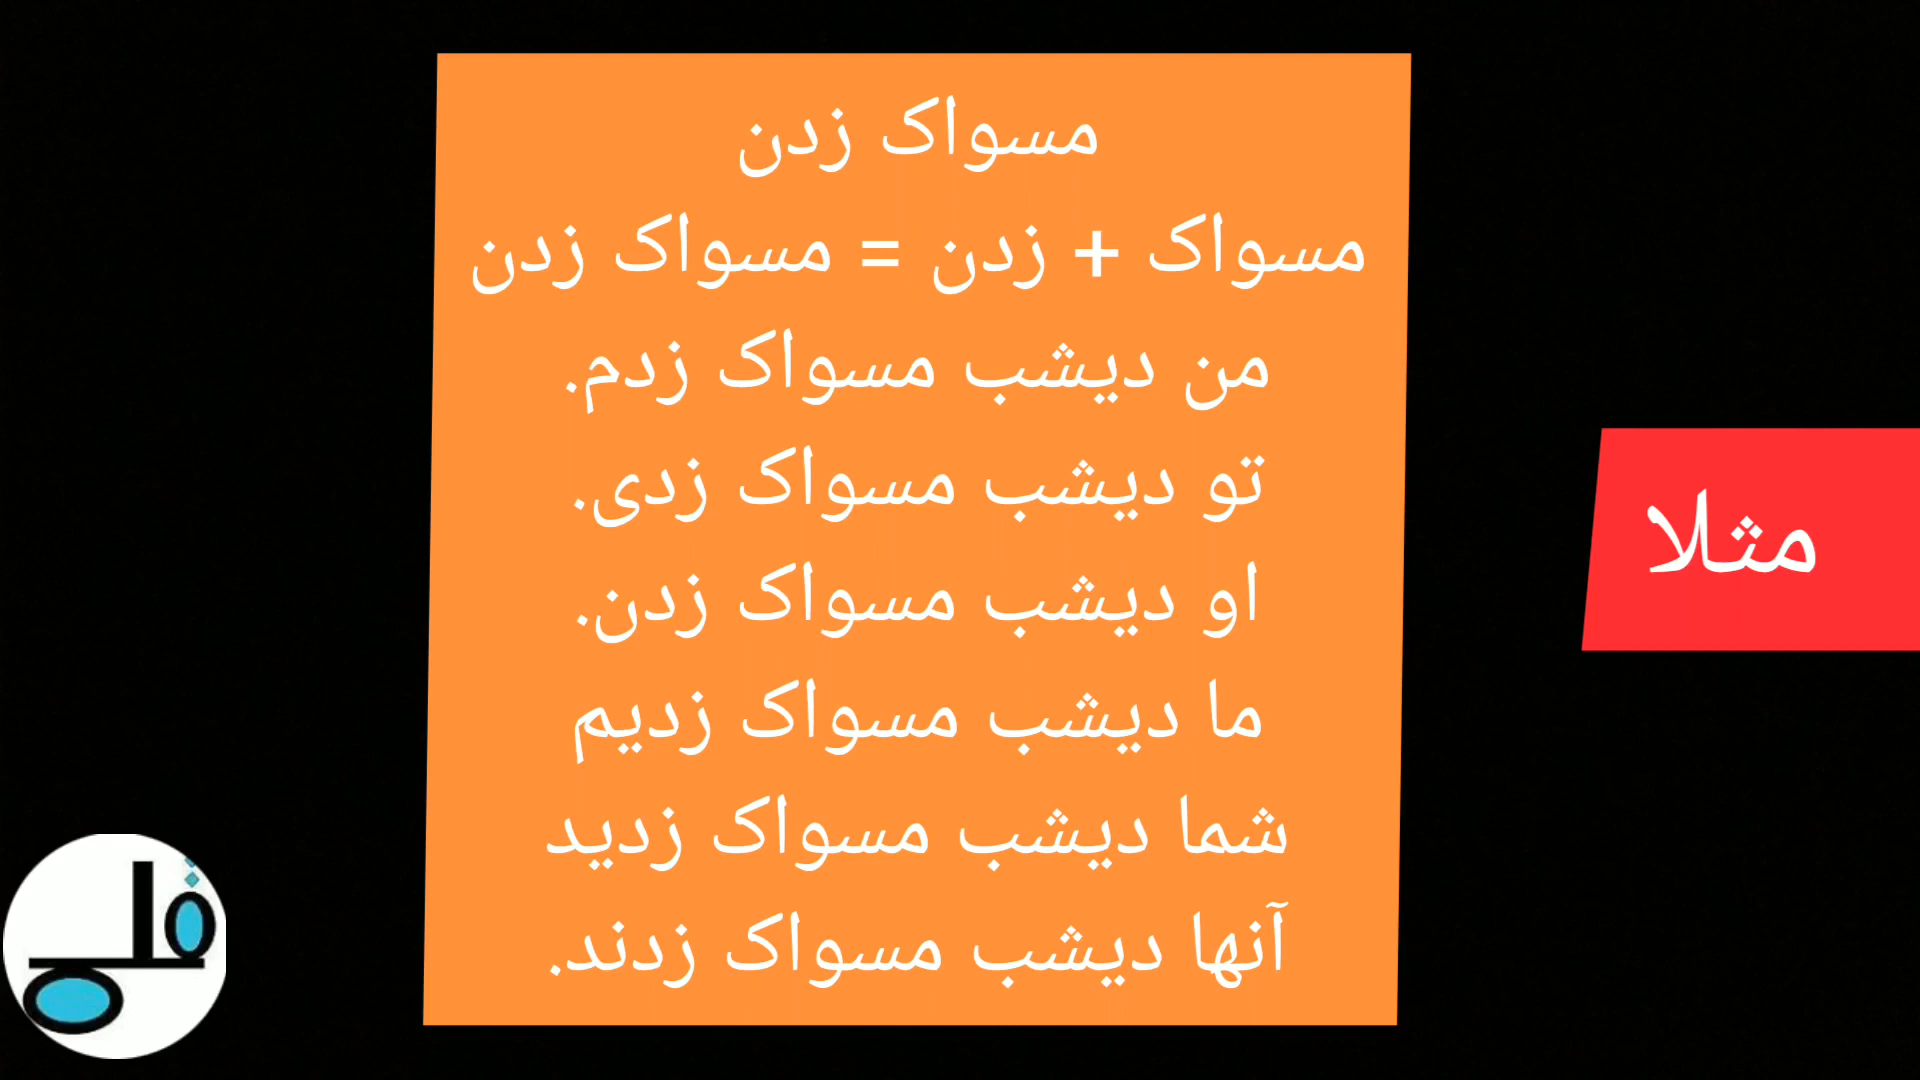 مسواک زدن
مسواک + زدن = مسواک زدن
من دیشب مسواک زدم.
تو دیشب مسواک زدی.
او دیشب مسواک زدن.
ما دیشب مسواک زدیم
شما دیشب مسواک زدید
آنها دیشب مسواک زدند.
مثلا